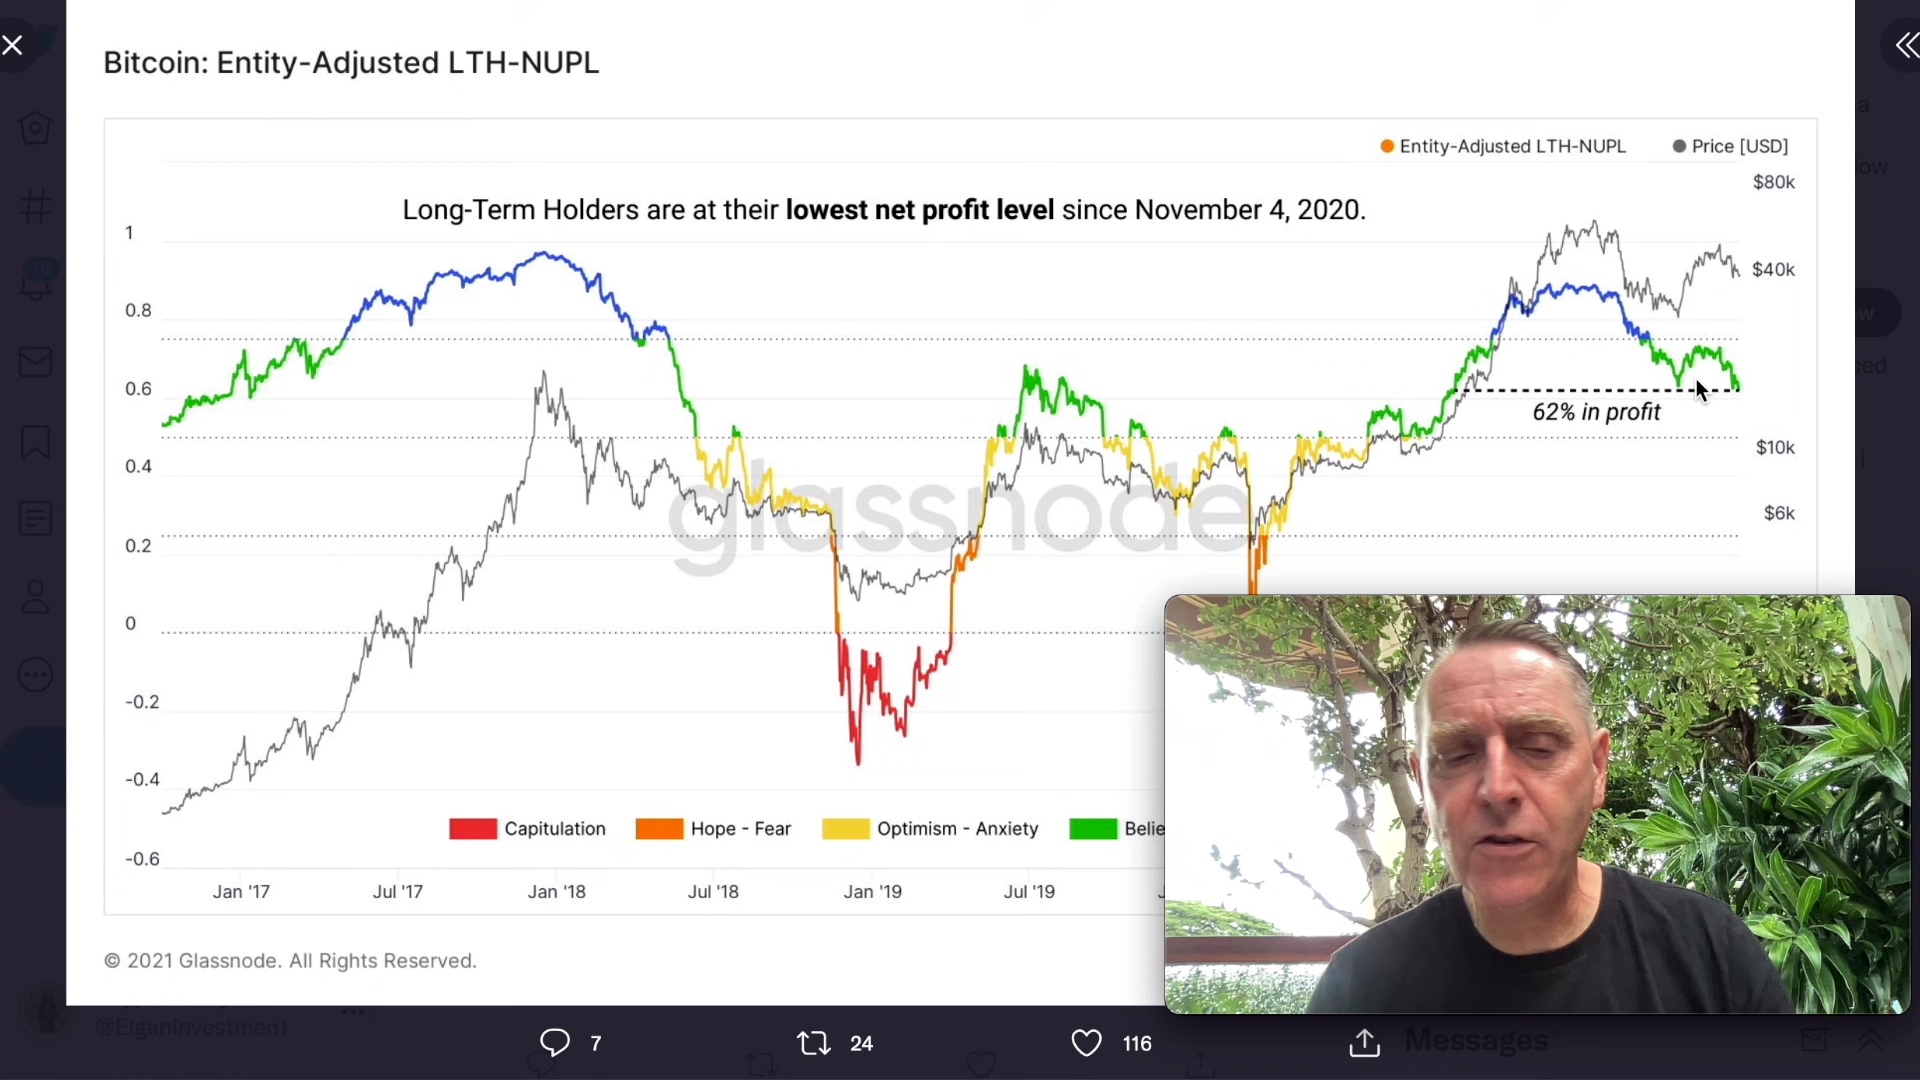 Bitcoin: Entity-Adjusted LTH-NUPL
Entity-Adjusted LTH-NUPL
Price [USD]
Long-Term Holders are at their lowest net profit level since November 4, 2020.
$80k
$40k
$10k
$6k
1
0.8
0.6
0.4
0.2
0
-0.2
-0.4
-0.6
62% in profit
glassnode
Capitulation
Hope - Fear
Optimism - Anxiety
Belie
Jan '17
Jul '17
Jan '18
Jul '18
Jan '19
Jul '19
© 2021 Glassnode. All Rights Reserved.
16
@ElganInvestmen1
7
24
116
Messages